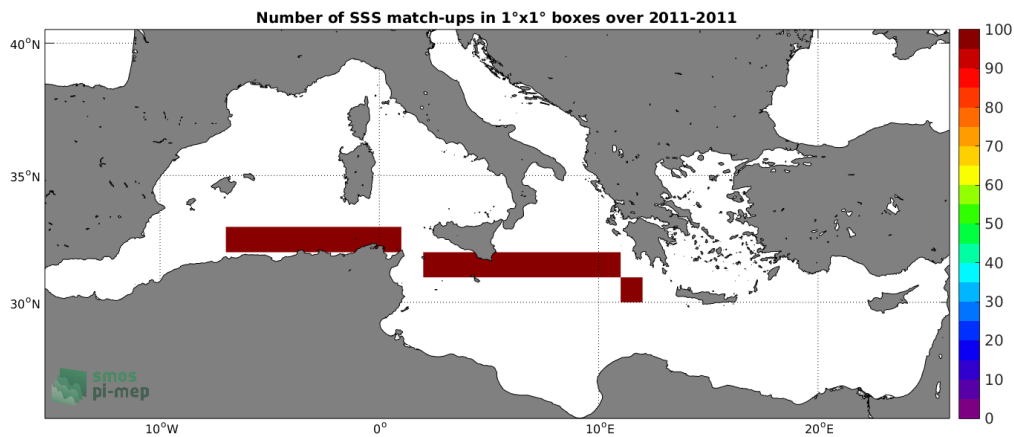 Number of SSS match-ups in 1°x1° boxes over 2011-2011
40°N
35°N
30°N
10°W
0°
10°E
20°E
100
90
80
70
60
50
40
30
20
10
0
smos
pi-mep